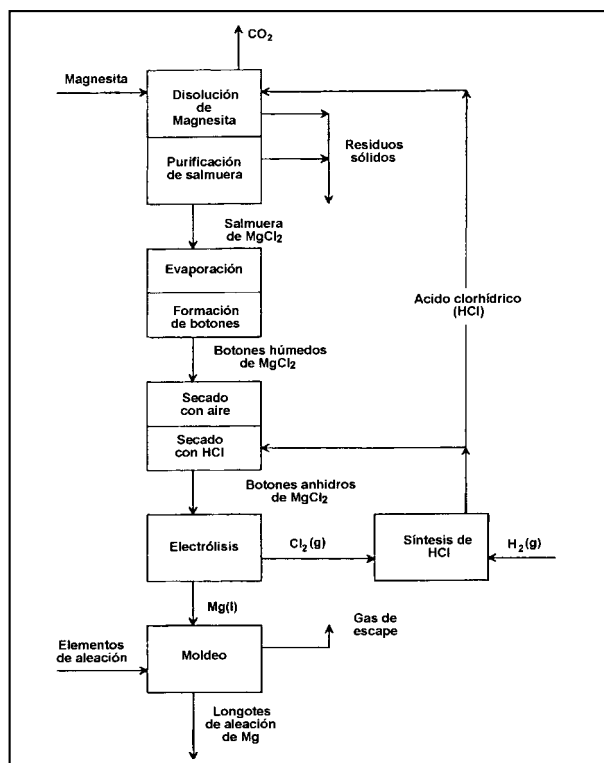 CO2
Magnesita
Disolución
de
Magnesita
Purificación
de salmuera
Residuos
sólidos
Salmuera
de MgCl2
Evaporación
Formación
de botones
Acido clorhídrico
(HCl)
Botones húmedos
de MgCl2
Secado
con aire
Secado
con HCl
Botones anhidros
de MgCl2
Electrólisis
Cl2(g)
Síntesis de
HCl
H2(g)
Mg(l)
Gas de
escape
Elementos
de aleación
Moldeo
Longotes
de aleación
de Mg